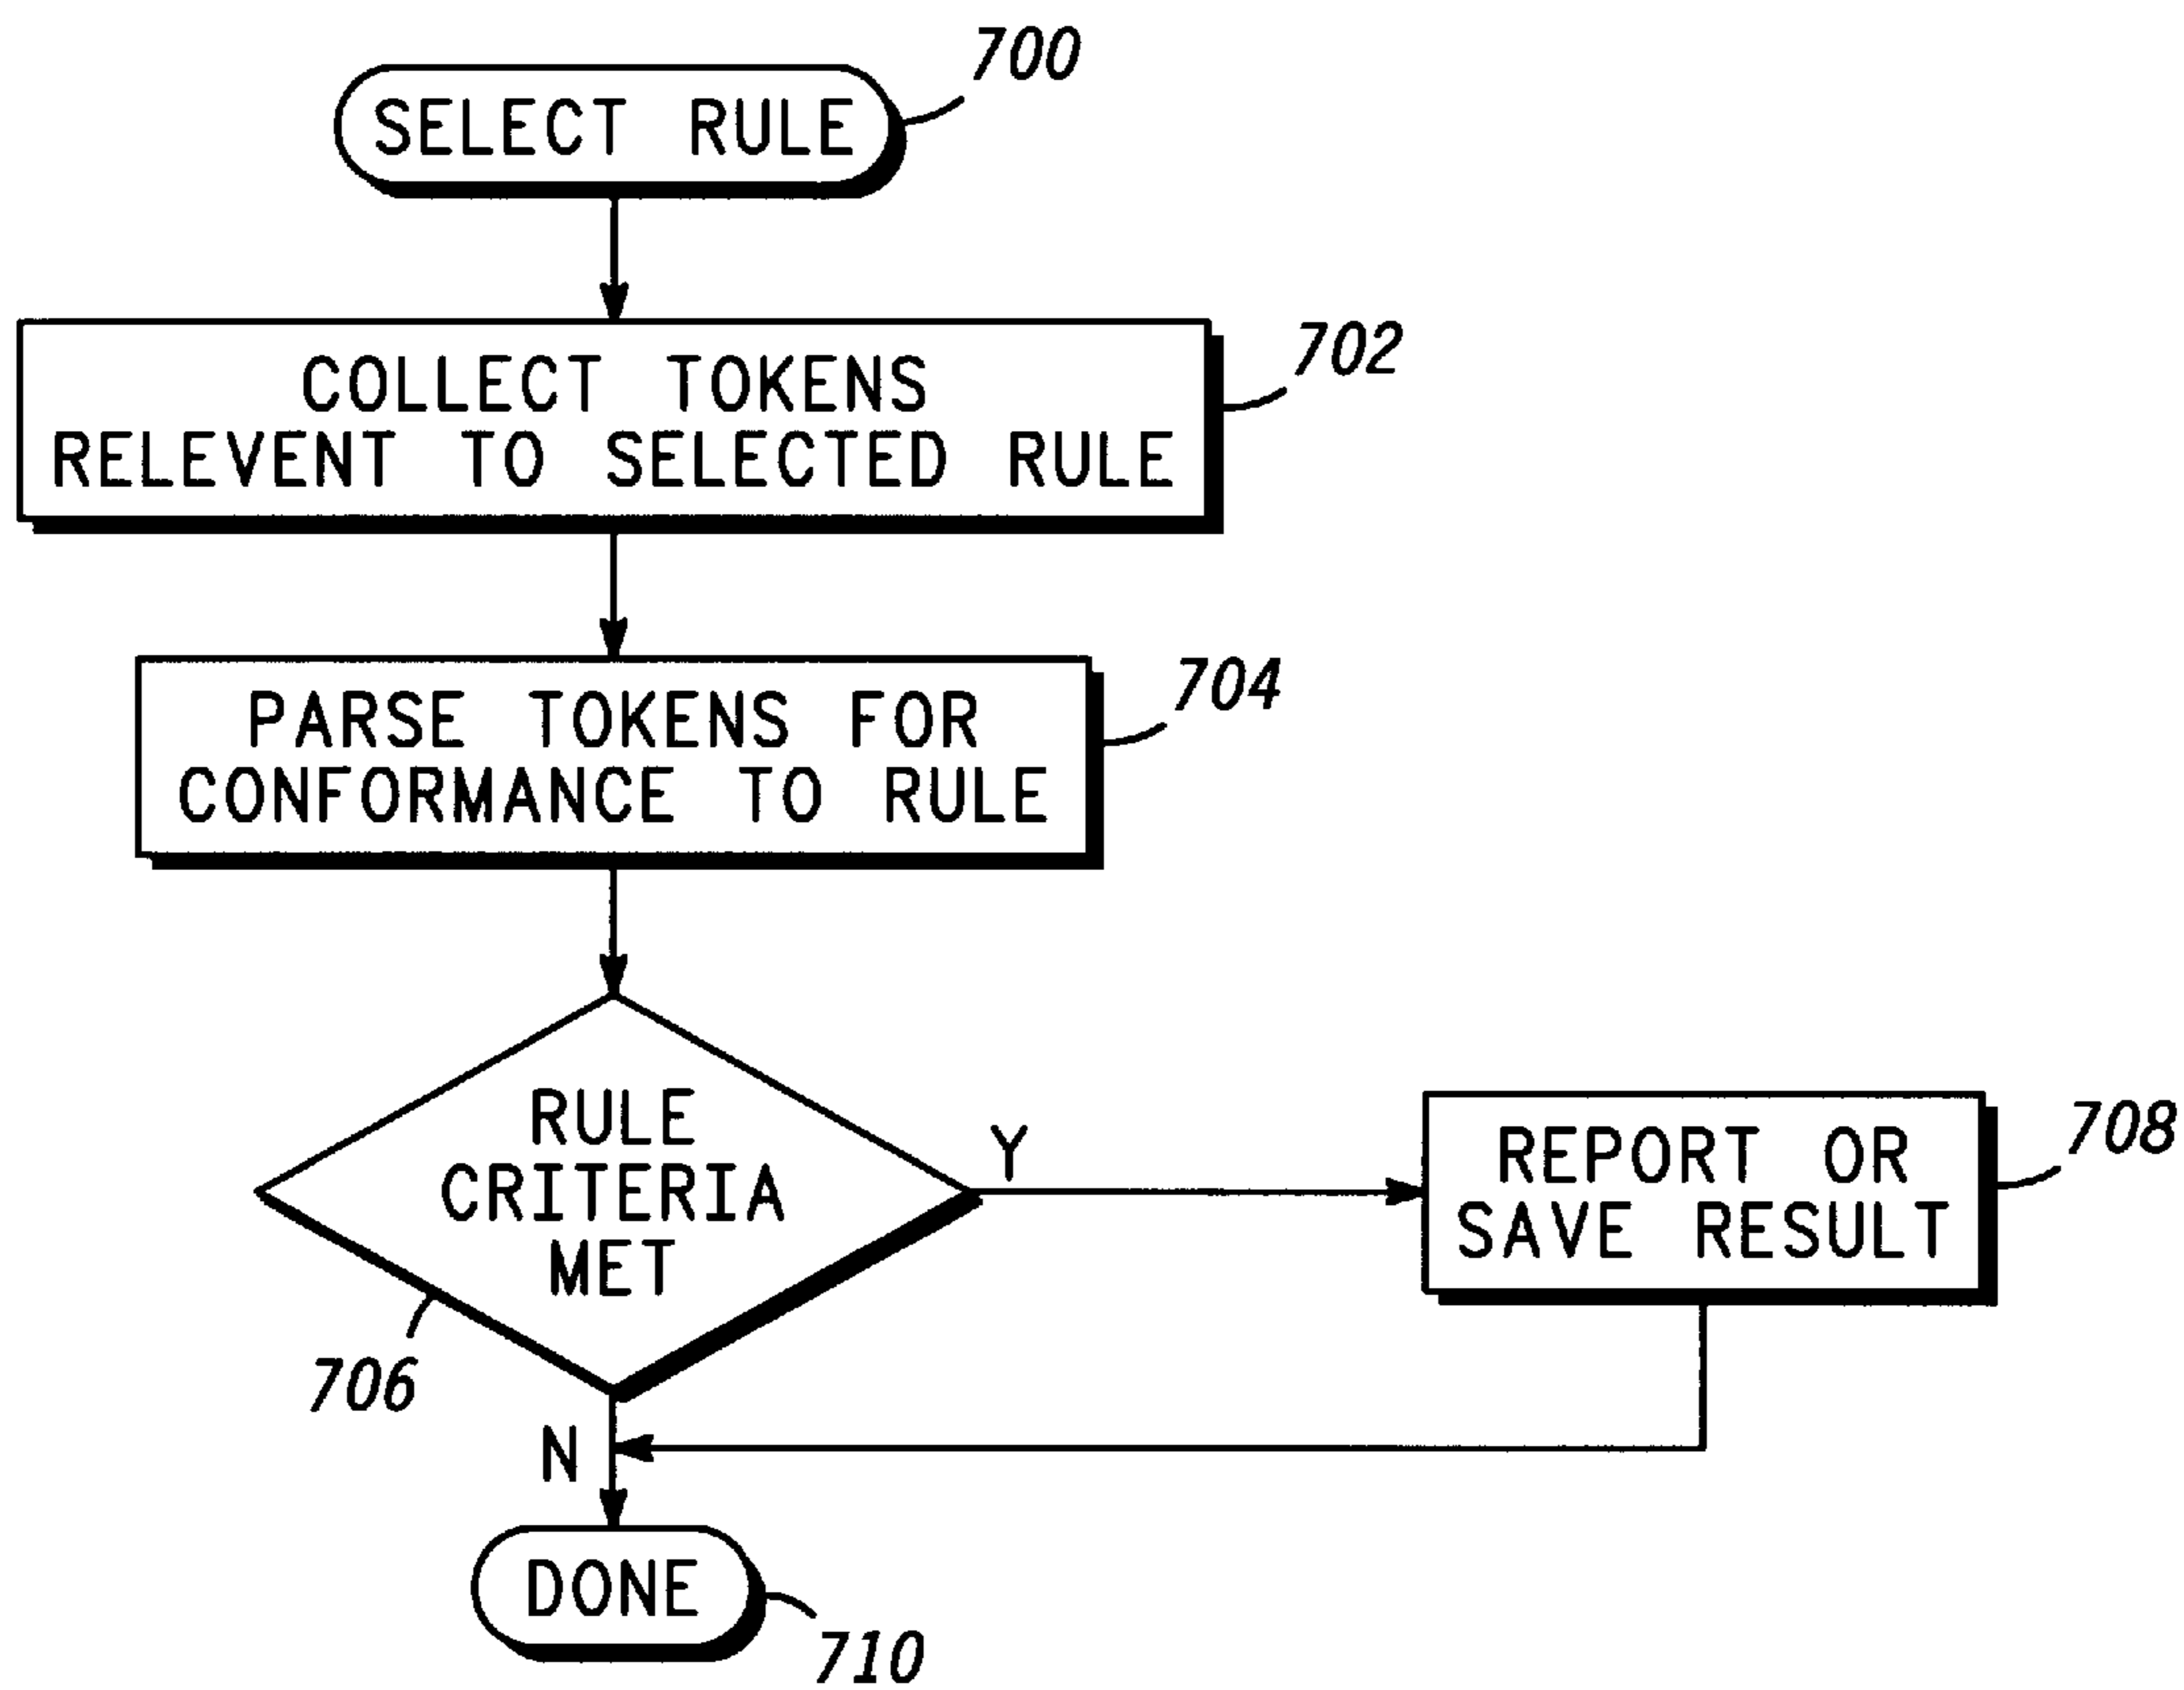 700
SELECT RULE
702
COLLECT TOKENS
RELEVENT TO SELECTED RULE
704
PARSE TOKENS FOR
CONFORMANCE TO RULE
RULE
CRITERIA
MET
706
Y
708
REPORT OR
SAVE RESULT
N
DONE
710